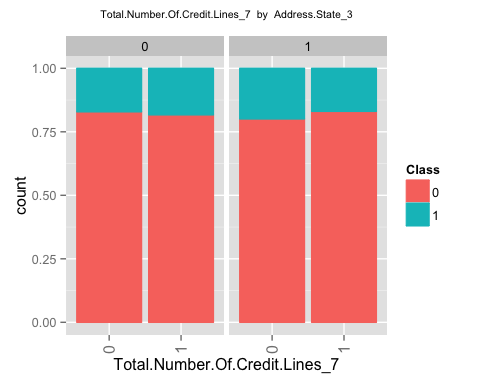 Total.Number.Of.Credit.Lines_7 by Address.State_3
0 1
count
1.00
0.75
0.50
0.25
0.00
0 1 0 1
Total.Number.Of.Credit.Lines_7
Class
0
1